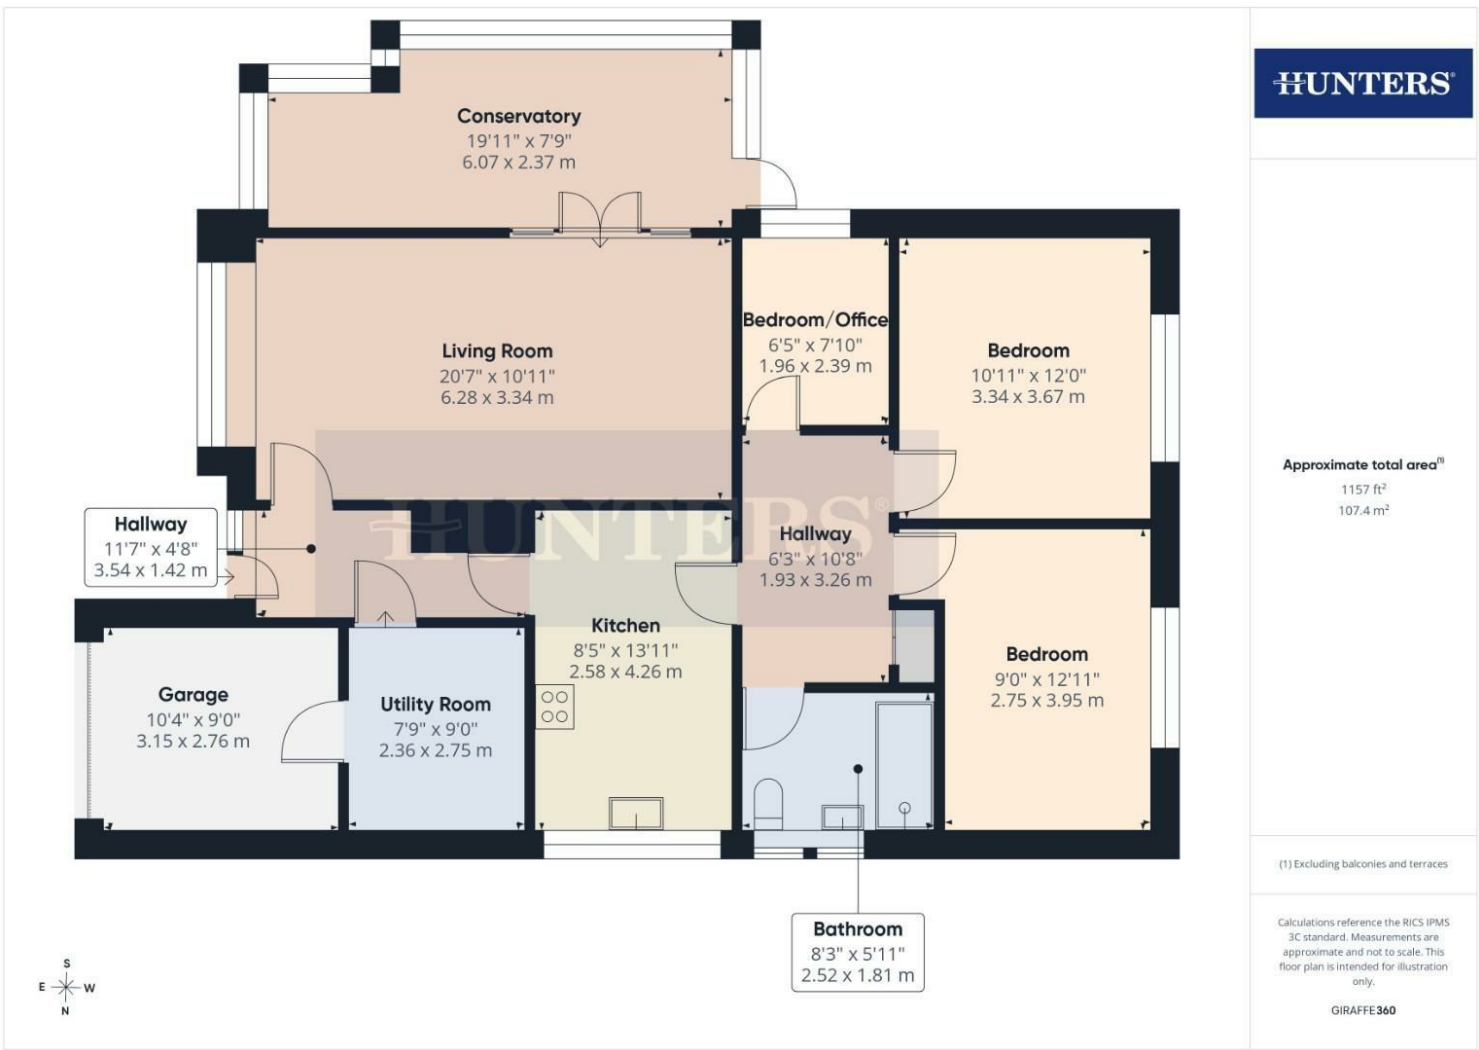 Conservatory
19'11" x 7'9"
6.07 x 2.37 m
Living Room
20'7" x 10'11"
6.28 x 3.34 m
Bedroom/Office
6'5" x 7'10"
1.96 x 2.39 m
Bedroom
10'11" x 12'0"
3.34 x 3.67 m
Hallway
11'7" x 4'8"
3.54 x 1.42 m
HUNTERS®
Hallway
6'3" x 10'8"
1.93 x 3.26 m
Kitchen
8'5" x 13'11"
2.58 x 4.26 m
Bedroom
9'0" x 12'11"
2.75 x 3.95 m
Garage
10'4" x 9'0"
3.15 x 2.76 m
Utility Room
7'9" x 9'0"
2.36 x 2.75 m
Bathroom
8'3" x 5'11"
2.52 x 1.81 m
S
E W
N
HUNTERS®
Approximate total area(1)
1157 ft²
107.4 m²
(1) Excluding balconies and terraces
Calculations reference the RICS IPMS
3C standard. Measurements are
approximate and not to scale. This
floor plan is intended for illustration
only.
GIRAFFE360